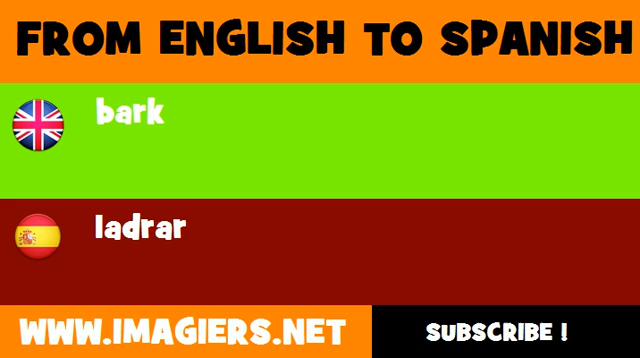 FROM ENGLISH TO SPANISH
bark
ladrar
WWW.IMAGIERS.NET
SUBSCRIBE !